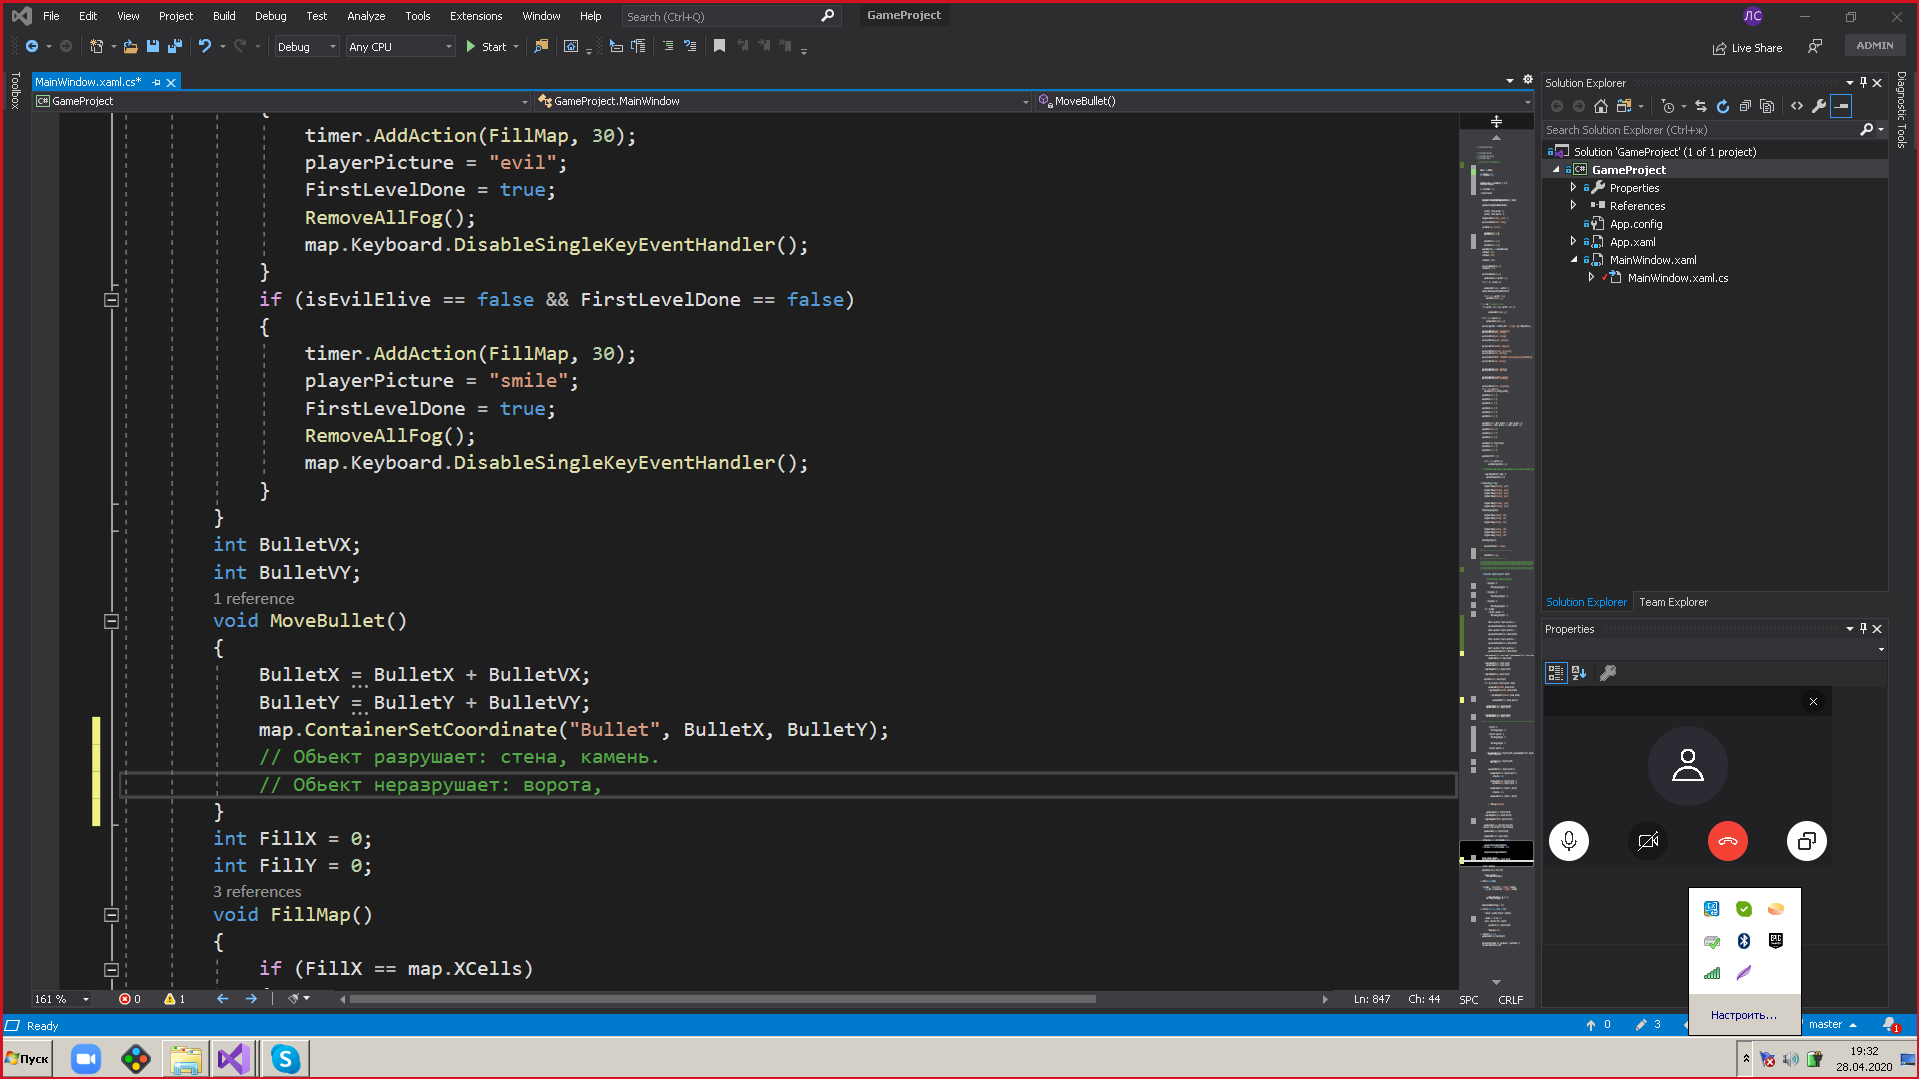 File Edit View Project Build Debug Test Analyze Tools Extensions Window Help Search (Ctrl+Q) GameProject ЛС
Debug Any CPU Start Live Share ADMIN
Toolbox
MainWindow.xaml.cs*
GameProject GameProject.MainWindow MoveBullet()
{
timer.AddAction(FillMap, 30);
playerPicture = "evil";
FirstLevelDone = true;
RemoveAllFog();
map.Keyboard.DisableSingleKeyEventHandler();
}
if (isEvilElive == false && FirstLevelDone == false)
{
timer.AddAction(FillMap, 30);
playerPicture = "smile";
FirstLevelDone = true;
RemoveAllFog();
map.Keyboard.DisableSingleKeyEventHandler();
}
}
int BulletVX;
int BulletVY;
1 reference
void MoveBullet()
{
BulletX = BulletX + BulletVX;
BulletY = BulletY + BulletVY;
map.ContainerSetCoordinate("Bullet", BulletX, BulletY);
// Обьект разрушает: стена, камень.
// Обьект неразрушает: ворота,
}
int FillX = 0;
int FillY = 0;
3 references
void FillMap()
{
if (FillX == map.XCells)
161 % 0 1 Ln: 847 Ch: 44 SPC CRLF
Solution Explorer
Search Solution Explorer (Ctrl+ж)
Solution 'GameProject' (1 of 1 project)
GameProject
Properties
References
App.config
App.xaml
MainWindow.xaml
MainWindow.xaml.cs
Solution Explorer Team Explorer
Properties
Diagnostic Tools
Настроить...
Ready 0 3 master 1
Пуск
19:32
28.04.2020